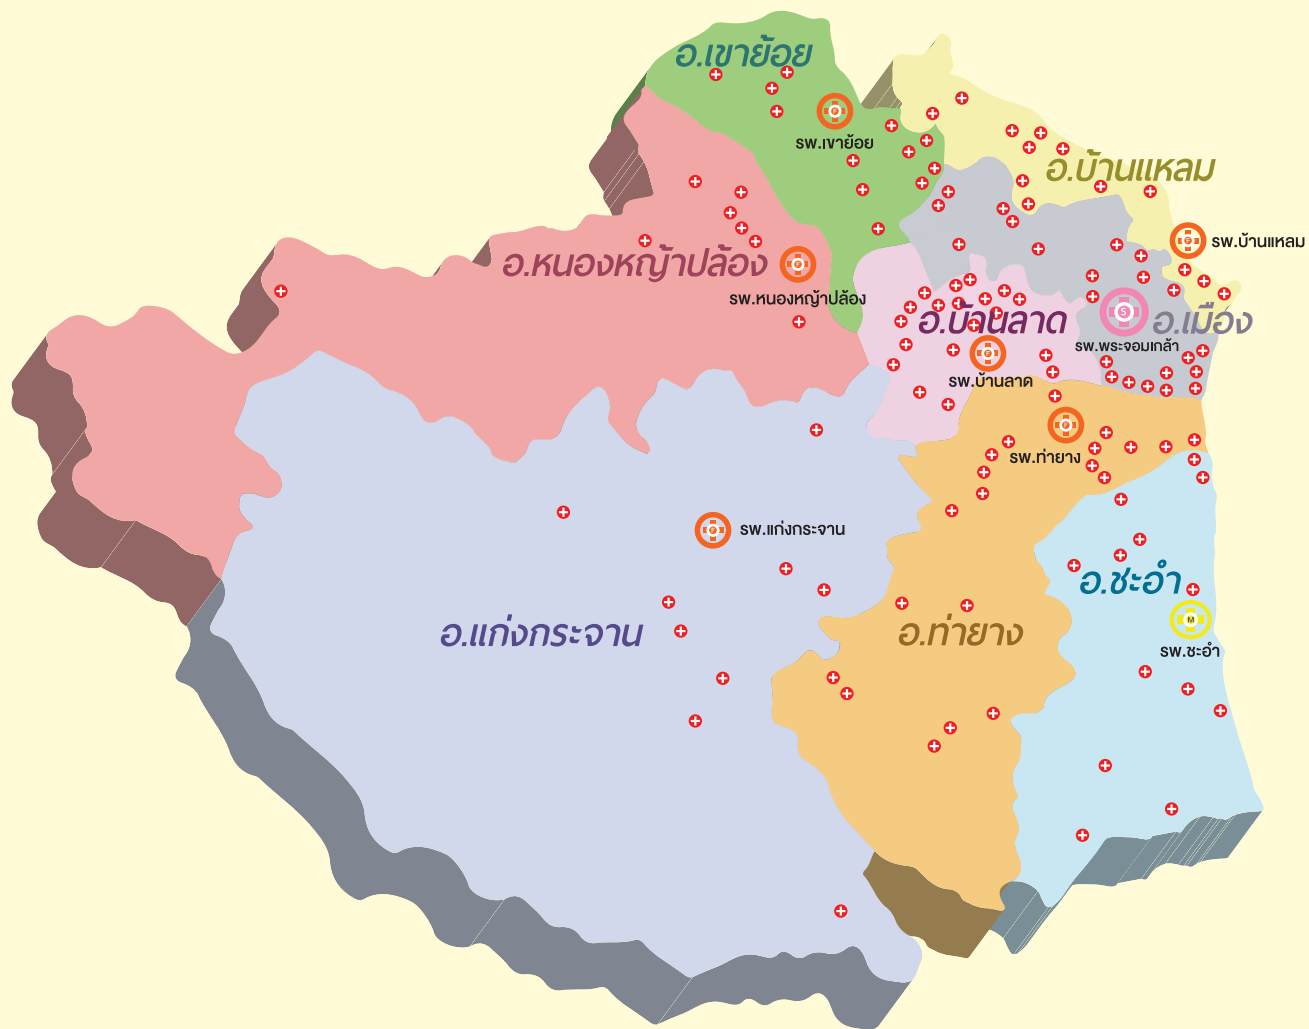 อ.เขาย้อย
รพ.เขาย้อย
อ.บ้านแหลม
รพ.บ้านแหลม
อ.หนองหญ้าปล้อง
รพ.หนองหญ้าปล้อง
อ.บ้านลาด
อ.เมือง
S
รพ.พระจอมเกล้า
รพ.บ้านลาด
รพ.ท่ายาง
รพ.แก่งกระจาน
อ.ชะอำ
M
รพ.ชะอำ
อ.แก่งกระจาน
อ.ท่ายาง